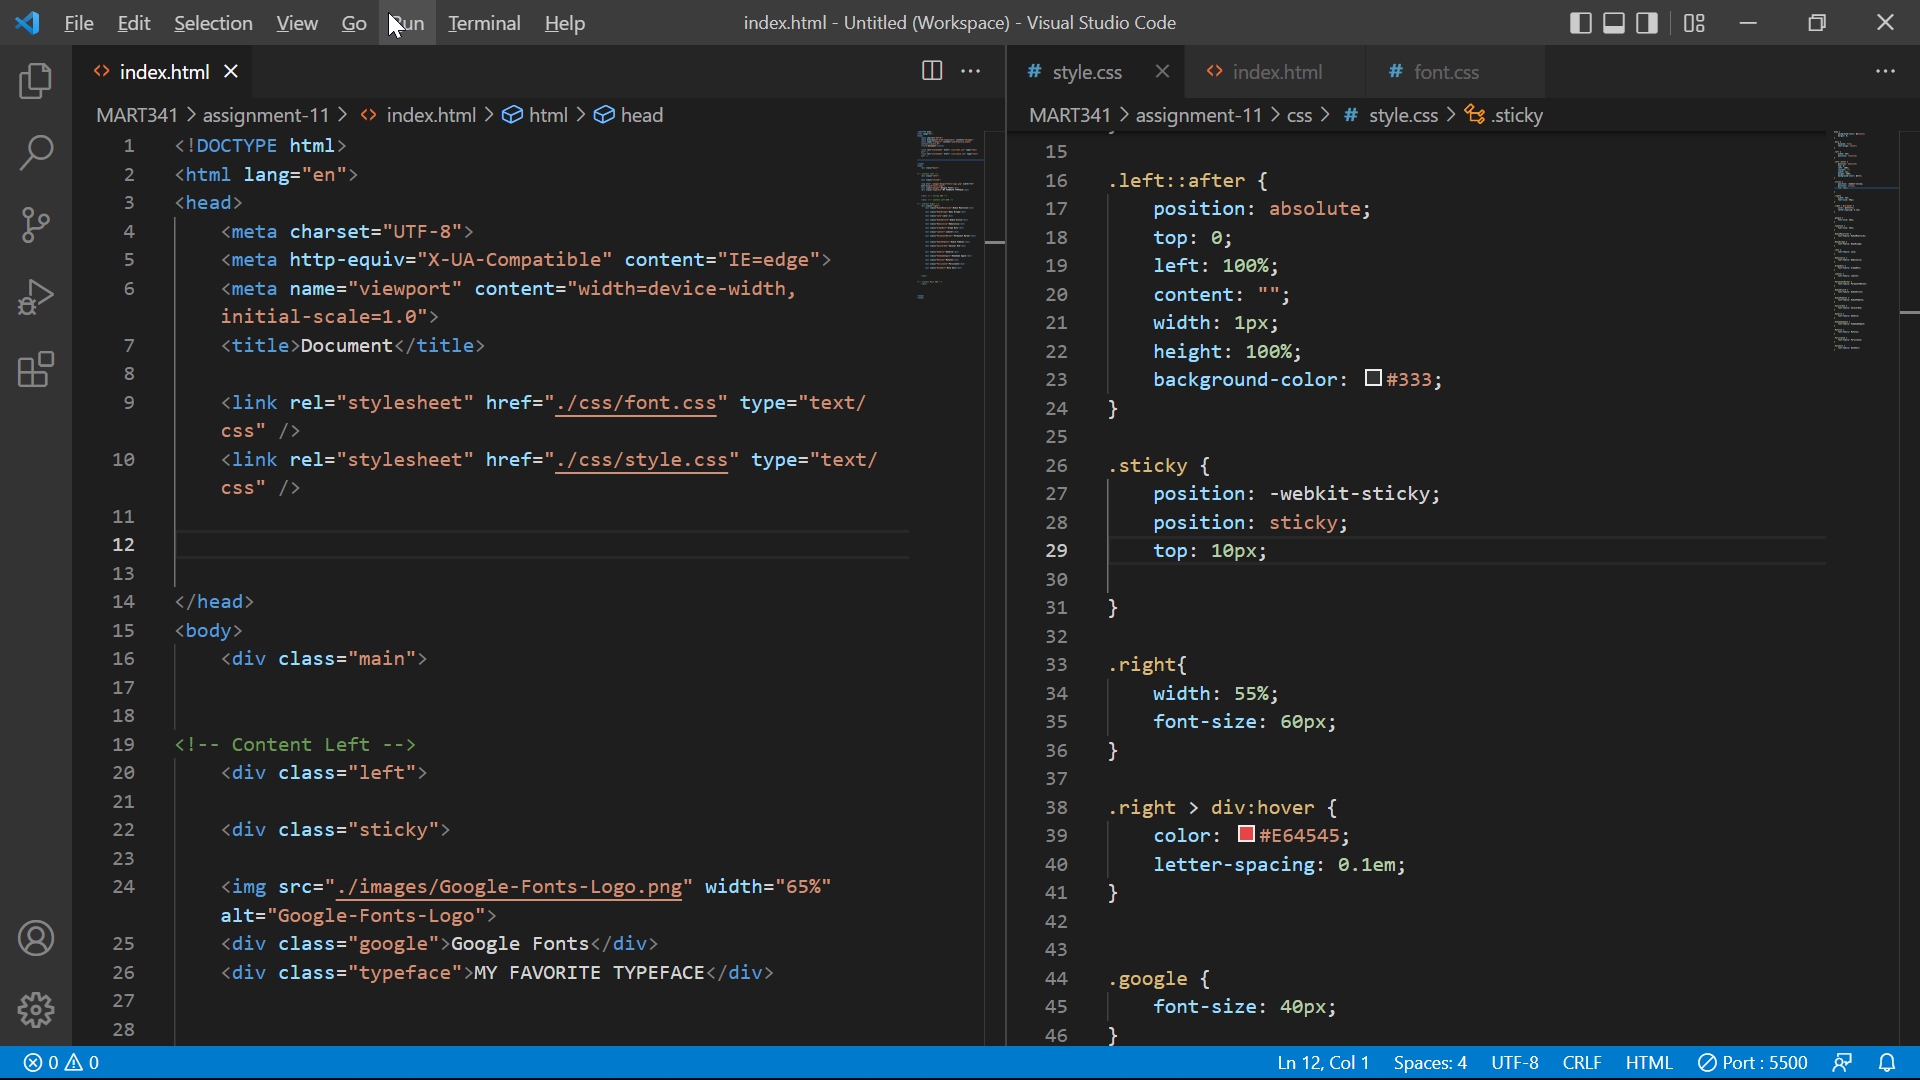 File Edit Selection View Go Run Terminal Help index.html - Untitled (Workspace) - Visual Studio Code
index.html
MART341 > assignment-11 > index.html > html > head
1 <!DOCTYPE html>
2 <html lang="en">
3 <head>
4 <meta charset="UTF-8">
5 <meta http-equiv="X-UA-Compatible" content="IE=edge">
6 <meta name="viewport" content="width=device-width,
initial-scale=1.0">
7 <title>Document</title>
8
9 <link rel="stylesheet" href="./css/font.css" type="text/
css" />
10 <link rel="stylesheet" href="./css/style.css" type="text/
css" />
11
12
13
14 </head>
15 <body>
16 <div class="main">
17
18
19 <!-- Content Left -->
20 <div class="left">
21
22 <div class="sticky">
23
24 <img src="./images/Google-Fonts-Logo.png" width="65%"
alt="Google-Fonts-Logo">
25 <div class="google">Google Fonts</div>
26 <div class="typeface">MY FAVORITE TYPEFACE</div>
27
28
# style.css index.html # font.css
MART341 > assignment-11 > css > # style.css > .sticky
15
16 .left::after {
17 position: absolute;
18 top: 0;
19 left: 100%;
20 content: "";
21 width: 1px;
22 height: 100%;
23 background-color: #333;
24 }
25
26 .sticky {
27 position: -webkit-sticky;
28 position: sticky;
29 top: 10px;
30
31 }
32
33 .right{
34 width: 55%;
35 font-size: 60px;
36 }
37
38 .right > div:hover {
39 color: #E64545;
40 letter-spacing: 0.1em;
41 }
42
43
44 .google {
45 font-size: 40px;
46 }
0 0 Ln 12, Col 1 Spaces: 4 UTF-8 CRLF HTML Port : 5500